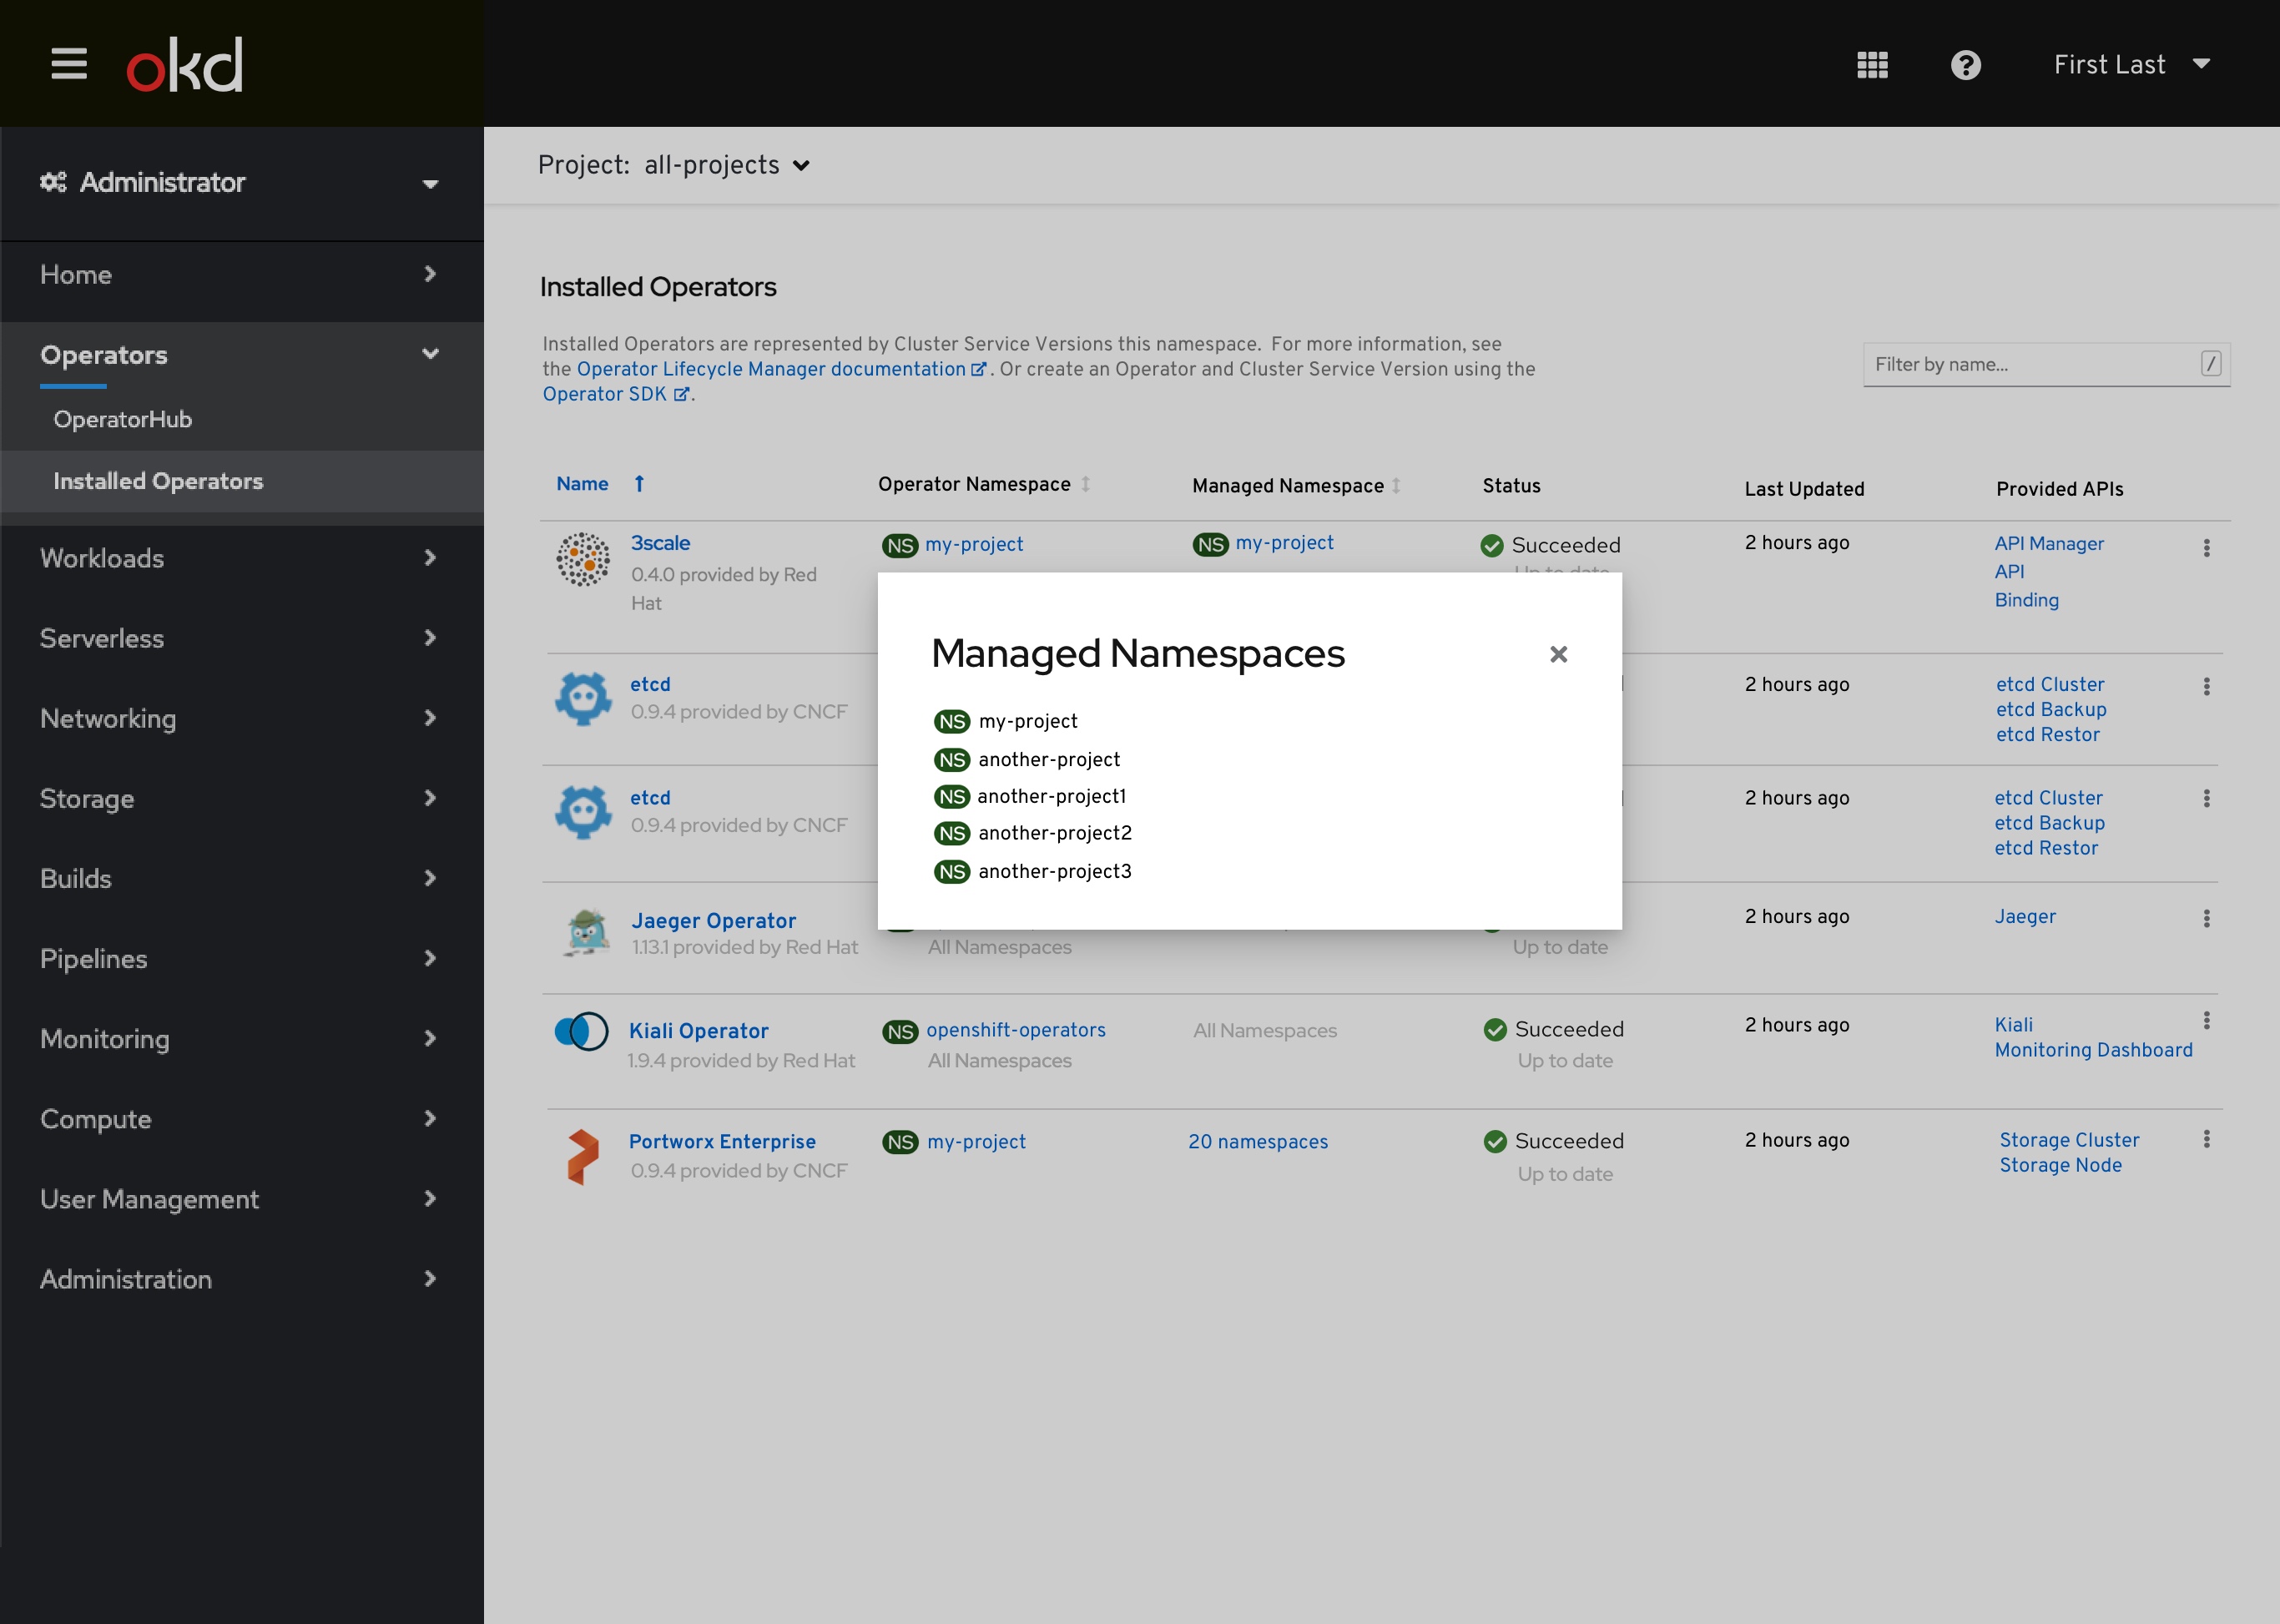 okd
First Last
Administrator
Project: all-projects
Home
Installed Operators
Installed Operators are represented by Cluster Service Versions this namespace. For more information, see
the Operator Lifecycle Manager documentation . Or create an Operator and Cluster Service Version using the
Operator SDK .
Filter by name...
/
Operators
OperatorHub
Installed Operators
Workloads
Serverless
Networking
Storage
Builds
Pipelines
Monitoring
Compute
User Management
Administration
Name
Operator Namespace
Managed Namespace
Status
Last Updated
Provided APIs
3scale
0.4.0 provided by Red
Hat
NS my-project
NS my-project
Succeeded
Up to date
2 hours ago
API Manager
API
Binding
etcd
0.9.4 provided by CNCF
2 hours ago
etcd Cluster
etcd Backup
etcd Restor
etcd
0.9.4 provided by CNCF
2 hours ago
etcd Cluster
etcd Backup
etcd Restor
Jaeger Operator
1.13.1 provided by Red Hat
All Namespaces
Up to date
2 hours ago
Jaeger
Kiali Operator
1.9.4 provided by Red Hat
NS openshift-operators
All Namespaces
All Namespaces
Succeeded
Up to date
2 hours ago
Kiali
Monitoring Dashboard
Portworx Enterprise
0.9.4 provided by CNCF
NS my-project
20 namespaces
Succeeded
Up to date
2 hours ago
Storage Cluster
Storage Node
Managed Namespaces
NS my-project
NS another-project
NS another-project1
NS another-project2
NS another-project3